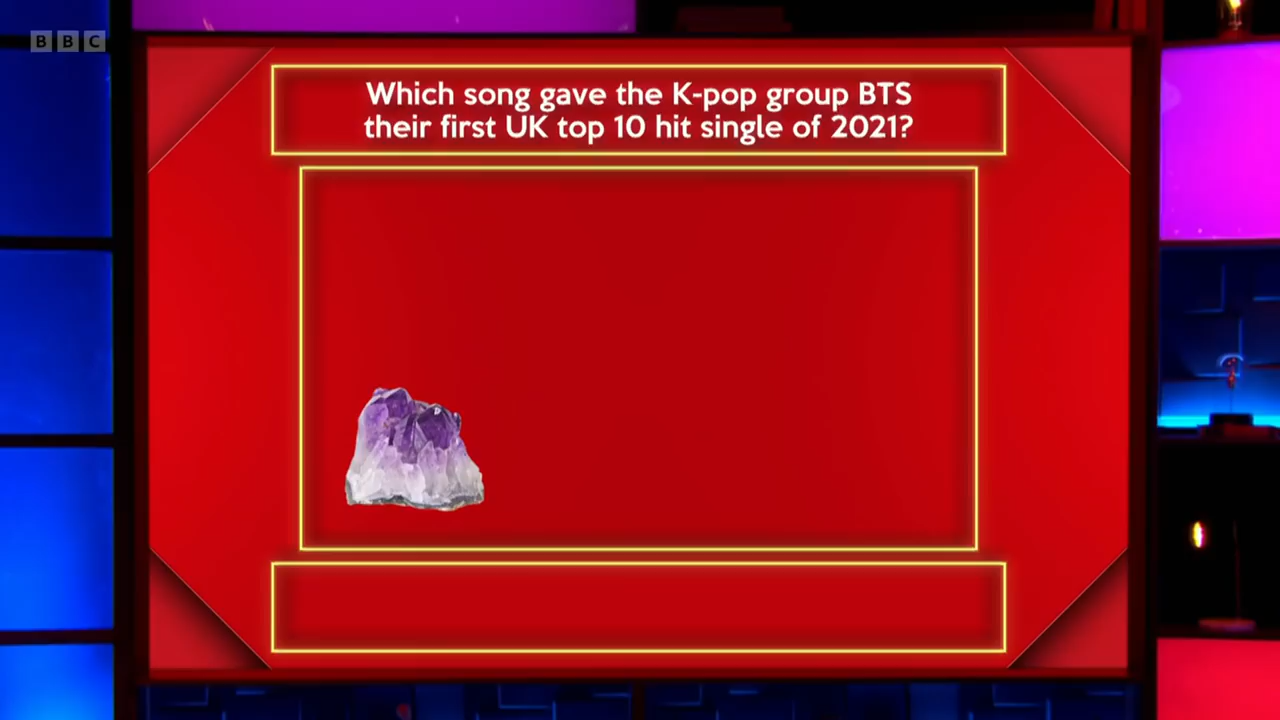 BBC
Which song gave the K-pop group BTS
their first UK top 10 hit single of 2021?